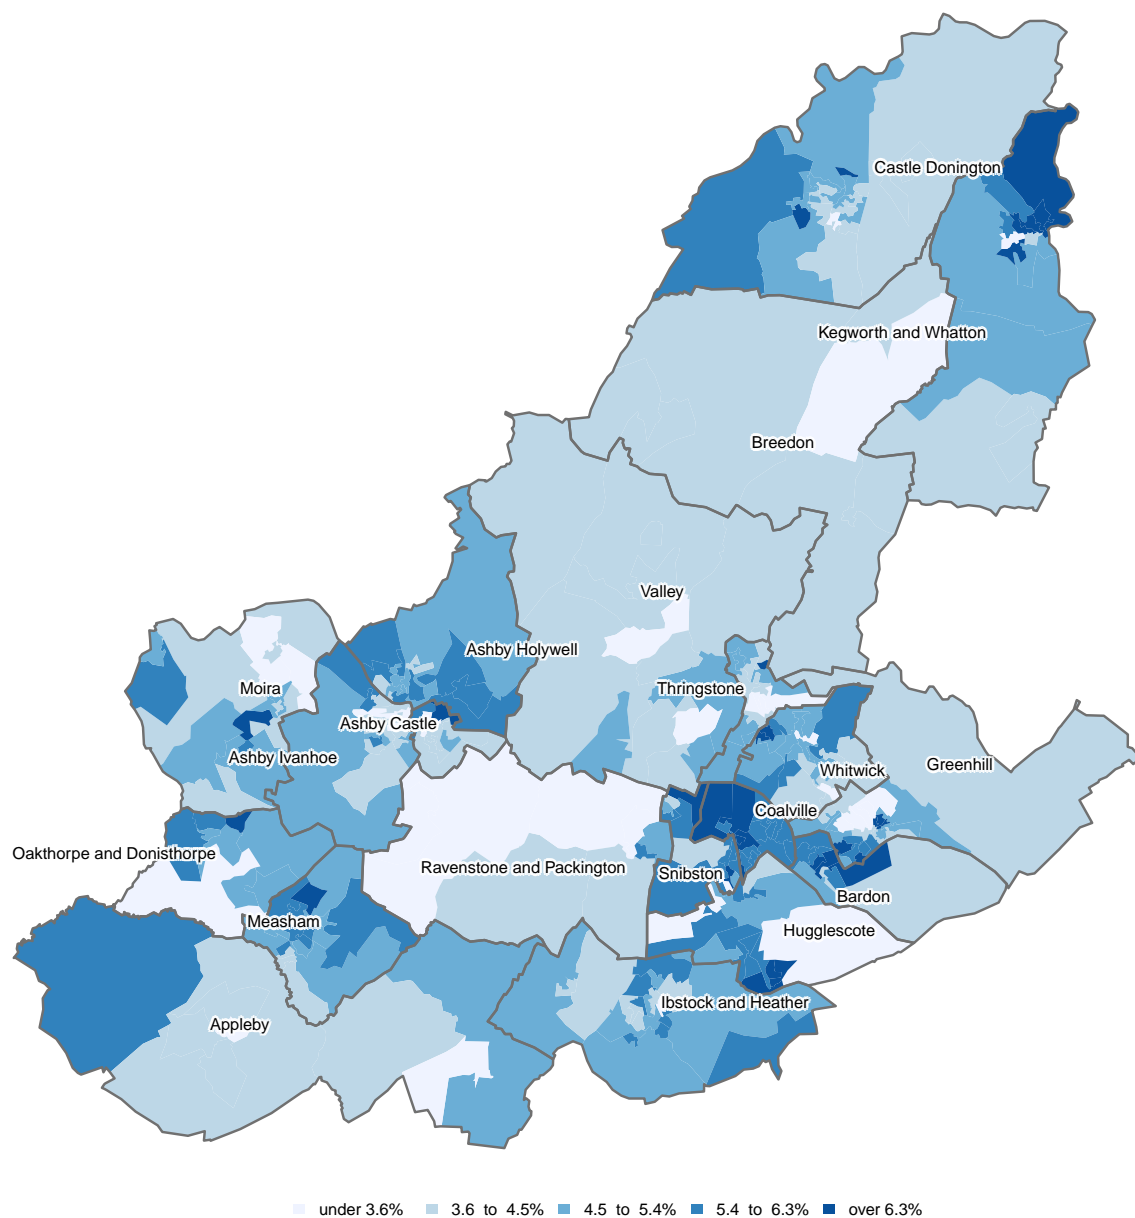 Castle Donington
Kegworth and Whatton
Breedon
Valley
Ashby Holywell
Moira
Thringstone
Ashby Castle
Ashby Ivanhoe
Whitwick
Greenhill
Coalville
Oakthorpe and Donisthorpe
Ravenstone and Packington
Snibston
Bardon
Measham
Hugglescote
Ibstock and Heather
Appleby
under 3.6% 3.6 to 4.5% 4.5 to 5.4% 5.4 to 6.3% over 6.3%